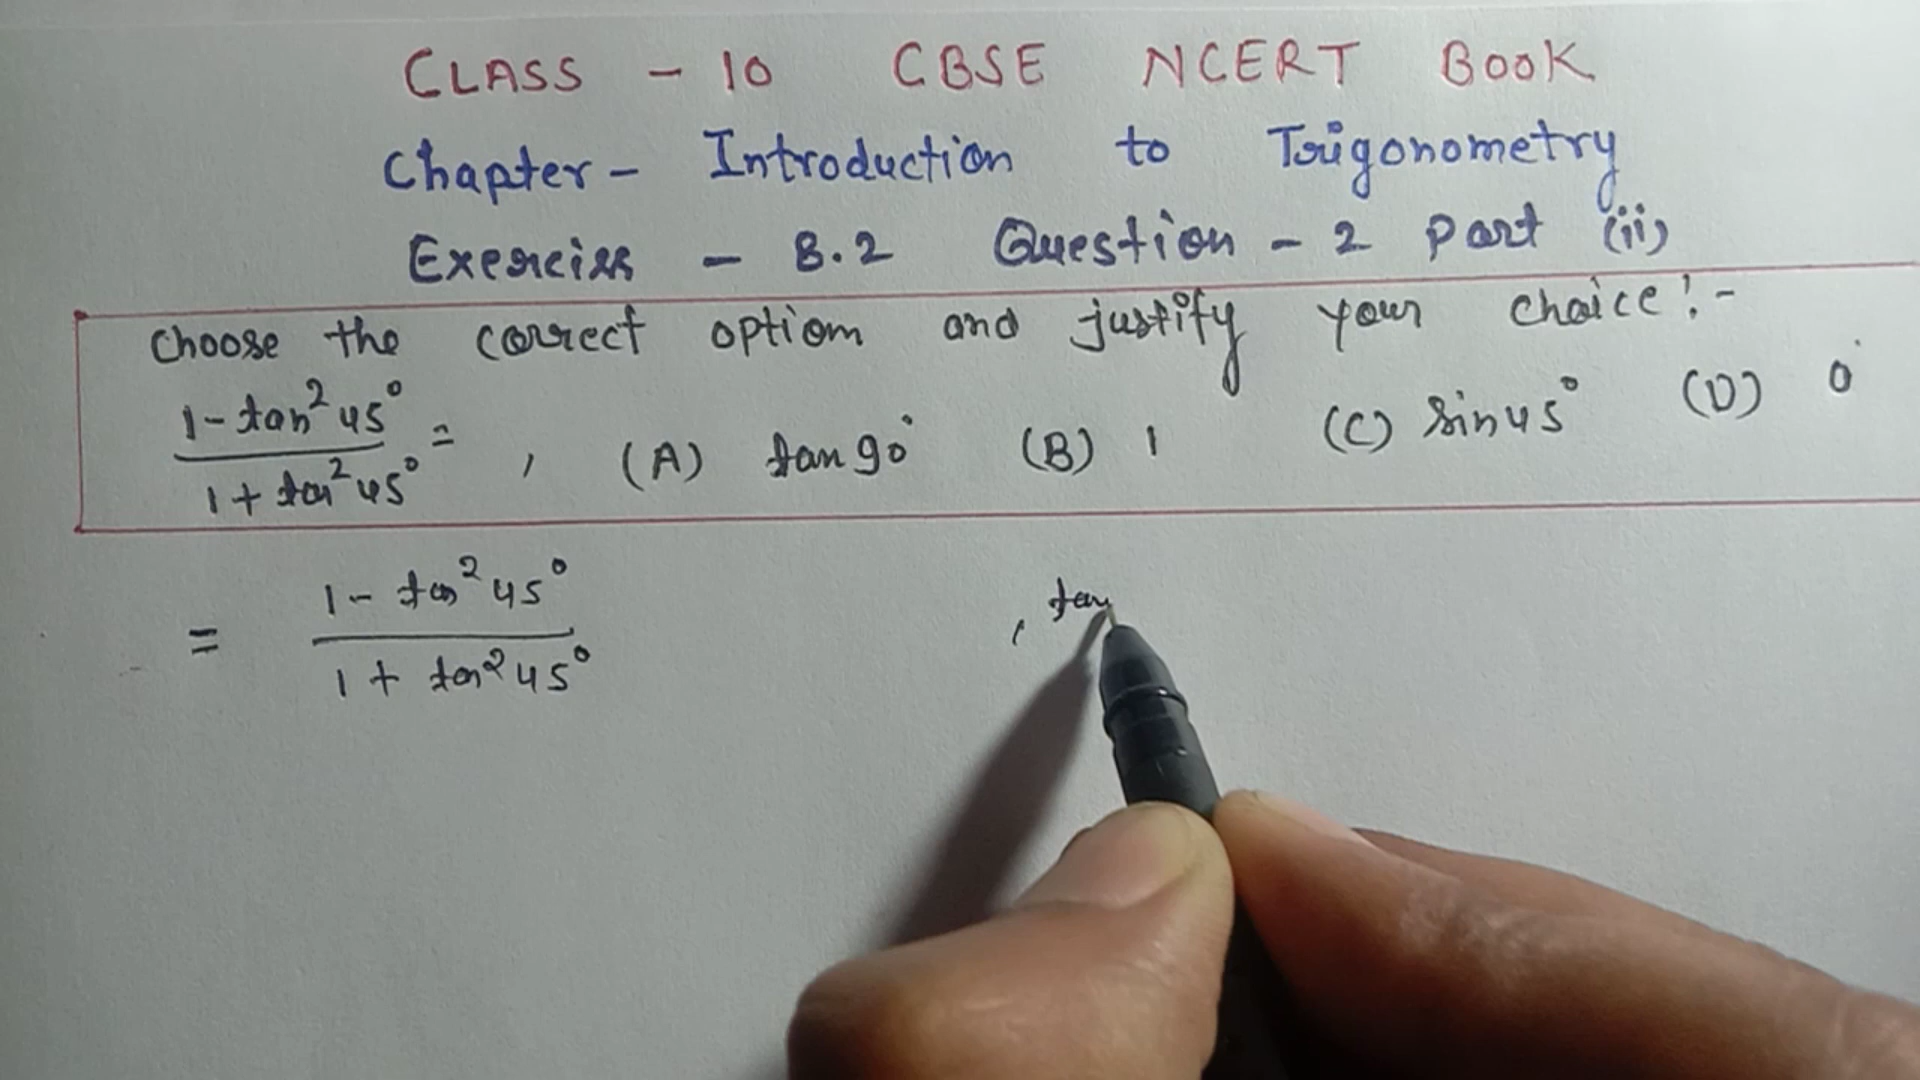 CLASS - 10 CBSE NCERT BOOK
Chapter - Introduction to Trigonometry
Exercise - 8.2 Question - 2 part (ii)
Choose the correct option and justify your choice :-
1 - tan² 45° / 1 + tan² 45° = , (A) tan 90° (B) 1 (C) sin 45° (D) 0
= 1 - tan² 45° / 1 + tan² 45° , tan